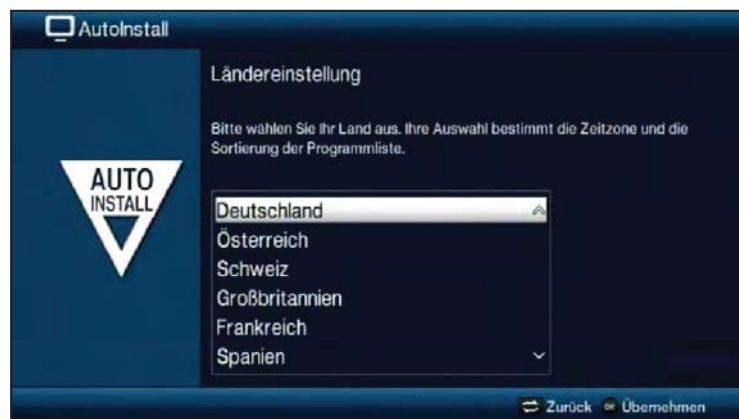 AutoInstall
Ländereinstellung
Bitte wählen Sie Ihr Land aus. Ihre Auswahl bestimmt die Zeitzone und die
Sortierung der Programmliste.
AUTO
INSTALL
Deutschland
Österreich
Schweiz
Großbritannien
Frankreich
Spanien
Zurück OK Übernehmen